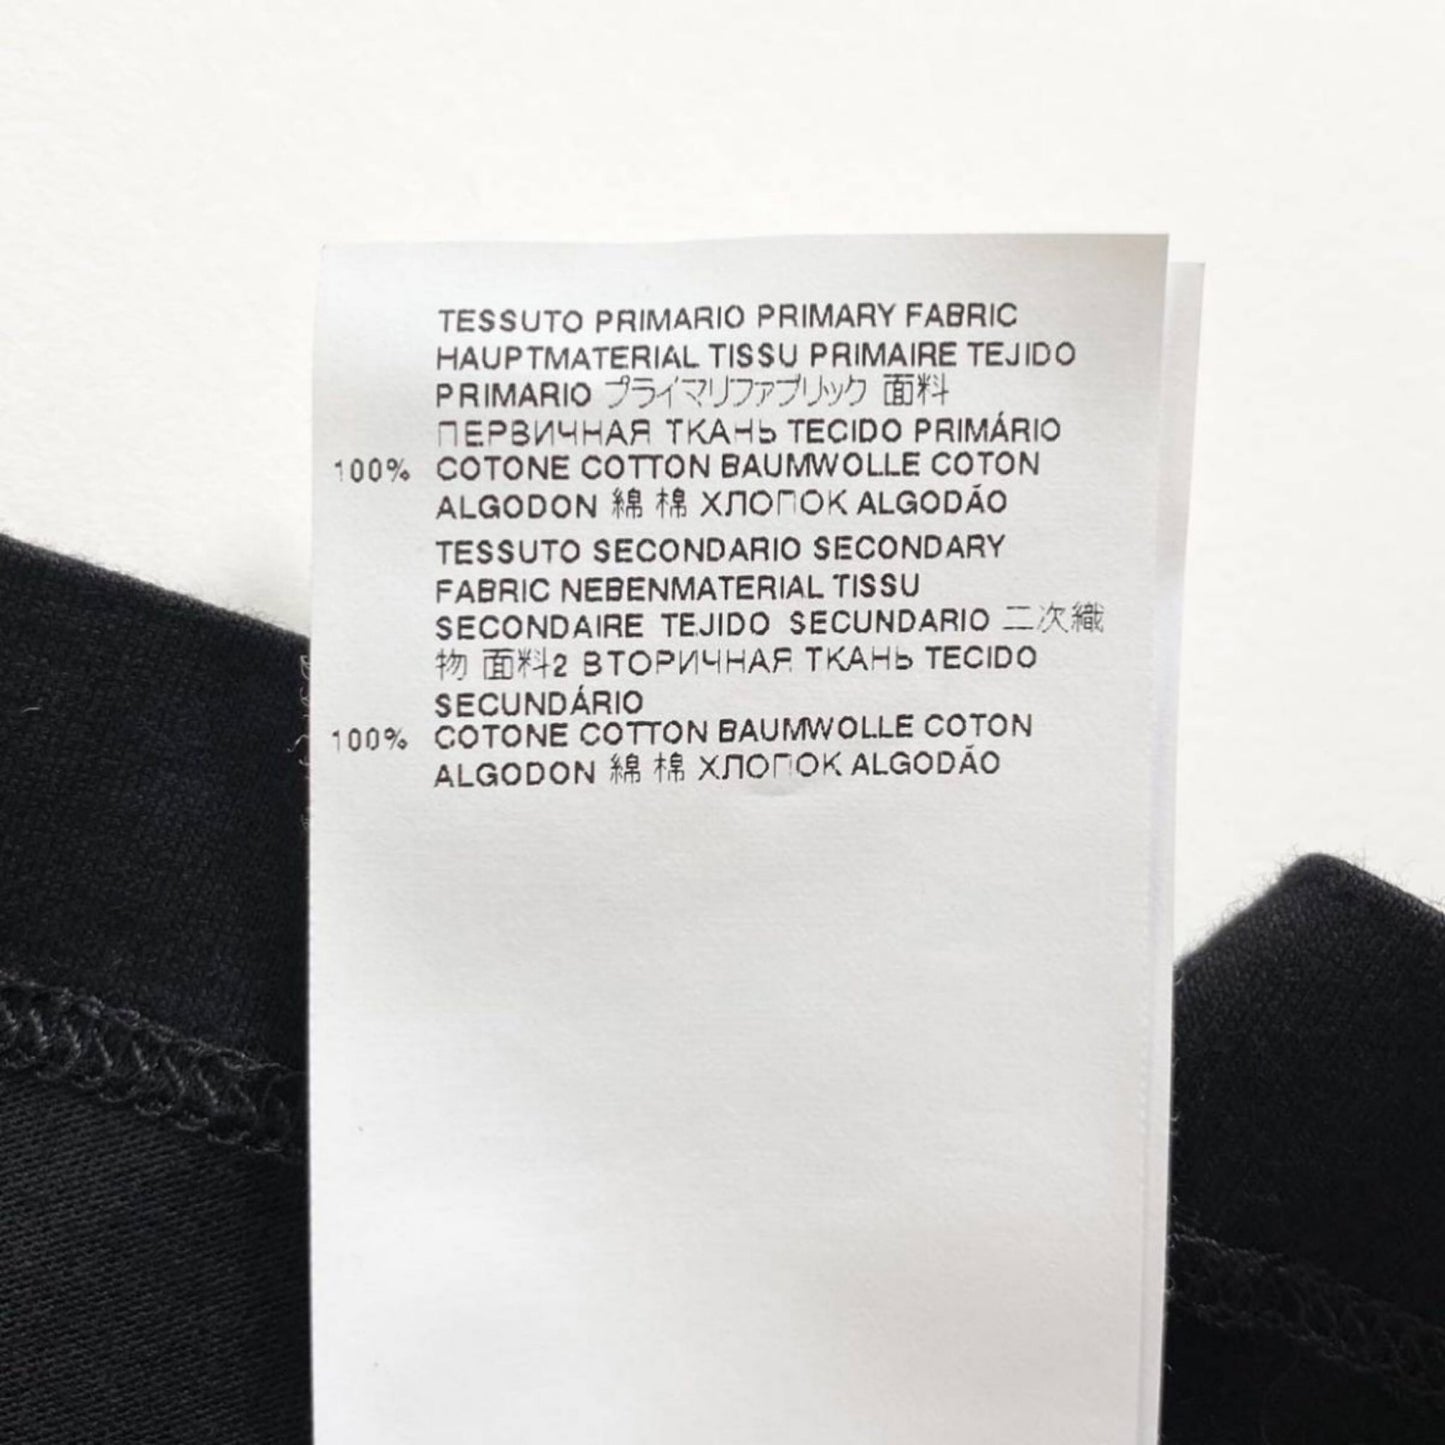 TESSUTO PRIMARIO PRIMARY FABRIC
HAUPTMATERIAL TISSU PRIMAIRE TEJIDO
PRIMARIO プライマリファブリック 面料
ПЕРВИЧНАЯ ТКАНЬ TECIDO PRIMÁRIO
100% COTONE COTTON BAUMWOLLE COTON
ALGODON 綿 棉 ХЛОПОК ALGODÃO
TESSUTO SECONDARIO SECONDARY
FABRIC NEBENMATERIAL TISSU
SECONDAIRE TEJIDO SECUNDARIO 二次織
物 面料2 ВТОРИЧНАЯ ТКАНЬ TECIDO
SECUNDÁRIO
100% COTONE COTTON BAUMWOLLE COTON
ALGODON 綿 棉 ХЛОПОК ALGODÃO